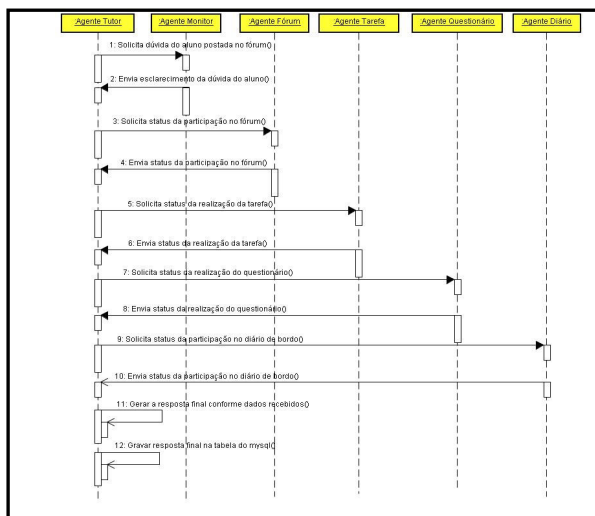 :Agente Tutor :Agente Monitor :Agente Fórum :Agente Tarefa :Agente Questionário :Agente Diário
1: Solicita dúvida do aluno postada no fórum()
2: Envia esclarecimento da dúvida do aluno()
3: Solicita status da participação no fórum()
4: Envia status da participação no fórum()
5: Solicita status da realização da tarefa()
6: Envia status da realização da tarefa()
7: Solicita status da realização do questionário()
8: Envia status da realização do questionário()
9: Solicita status da participação no diário de bordo()
10: Envia status da participação no diário de bordo()
11: Gerar a resposta final conforme dados recebidos()
12: Gravar resposta final na tabela do mysql()